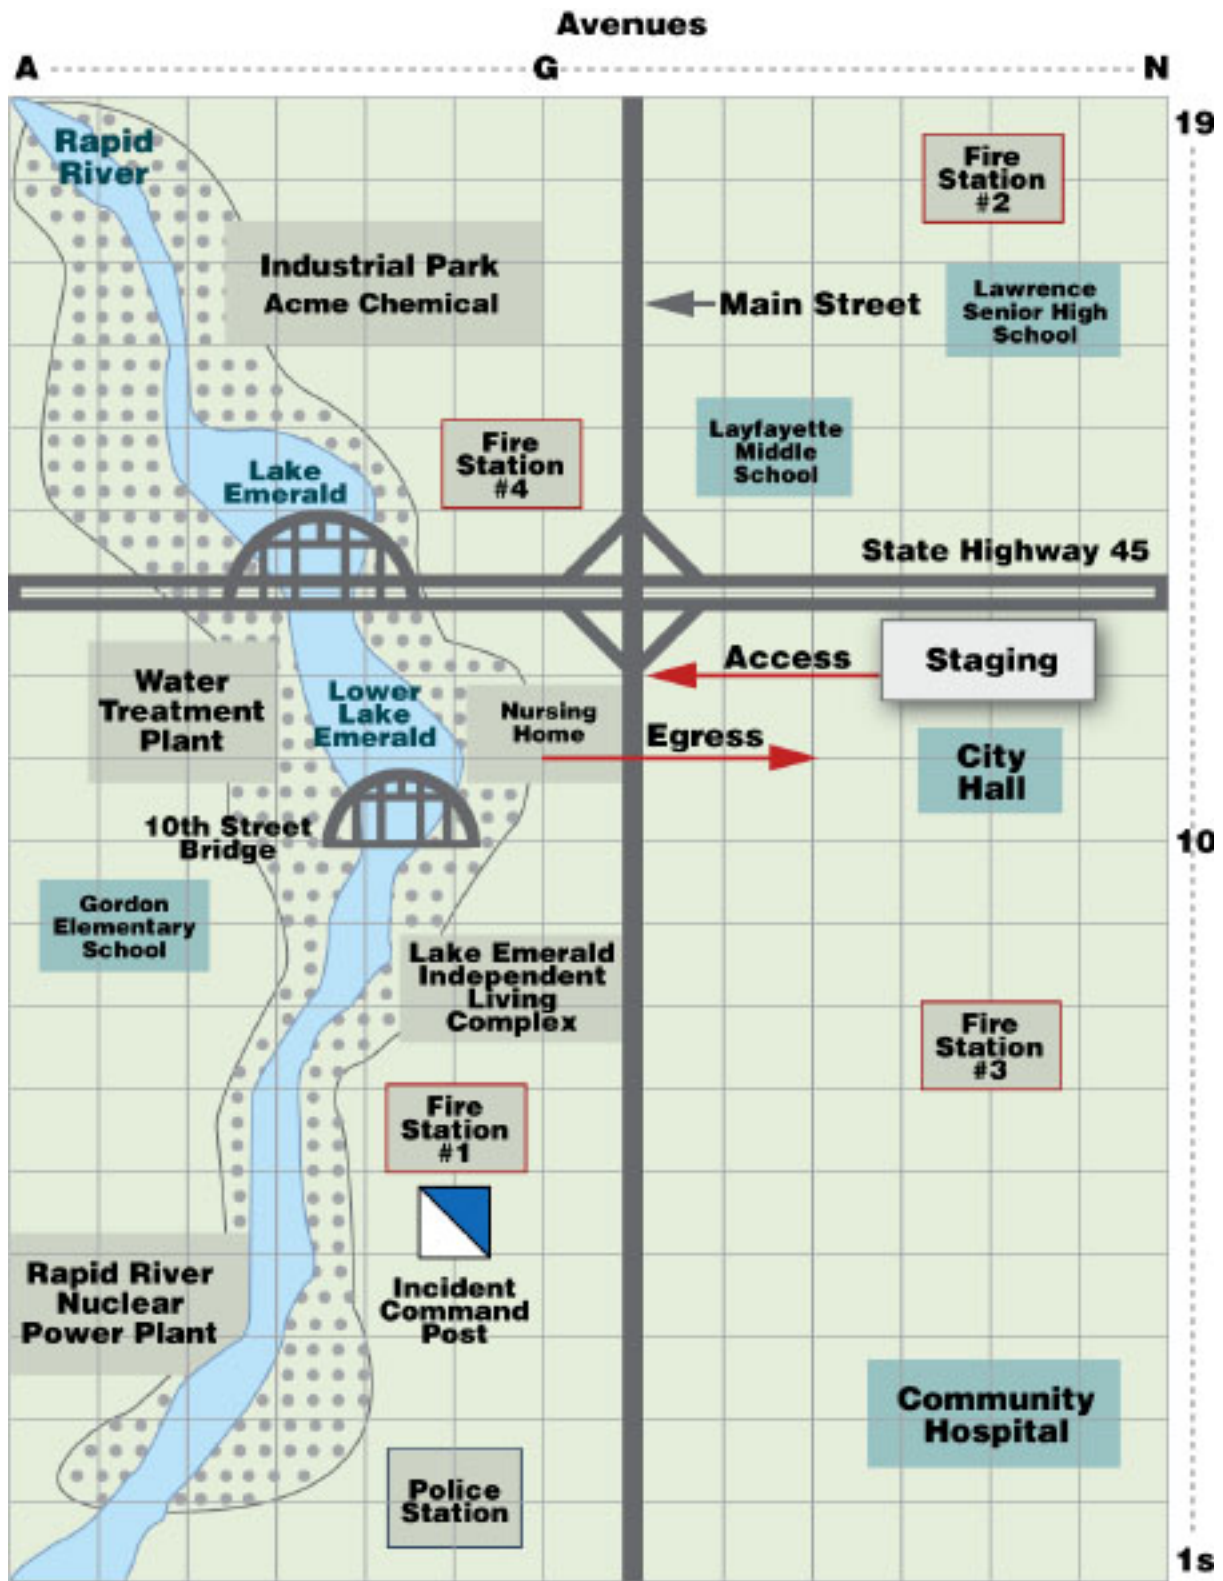 Avenues
A
G
N
19
Rapid
River
Fire
Station
#2
Industrial Park
Acme Chemical
Main Street
Lawrence
Senior High
School
Layfayette
Middle
School
Fire
Station
#4
Lake
Emerald
State Highway 45
Water
Treatment
Plant
Lower
Lake
Emerald
Nursing
Home
Access
Staging
Egress
City
Hall
10th Street
Bridge
10
Gordon
Elementary
School
Lake Emerald
Independent
Living
Complex
Fire
Station
#3
Fire
Station
#1
Rapid River
Nuclear
Power Plant
Incident
Command
Post
Community
Hospital
Police
Station
1s